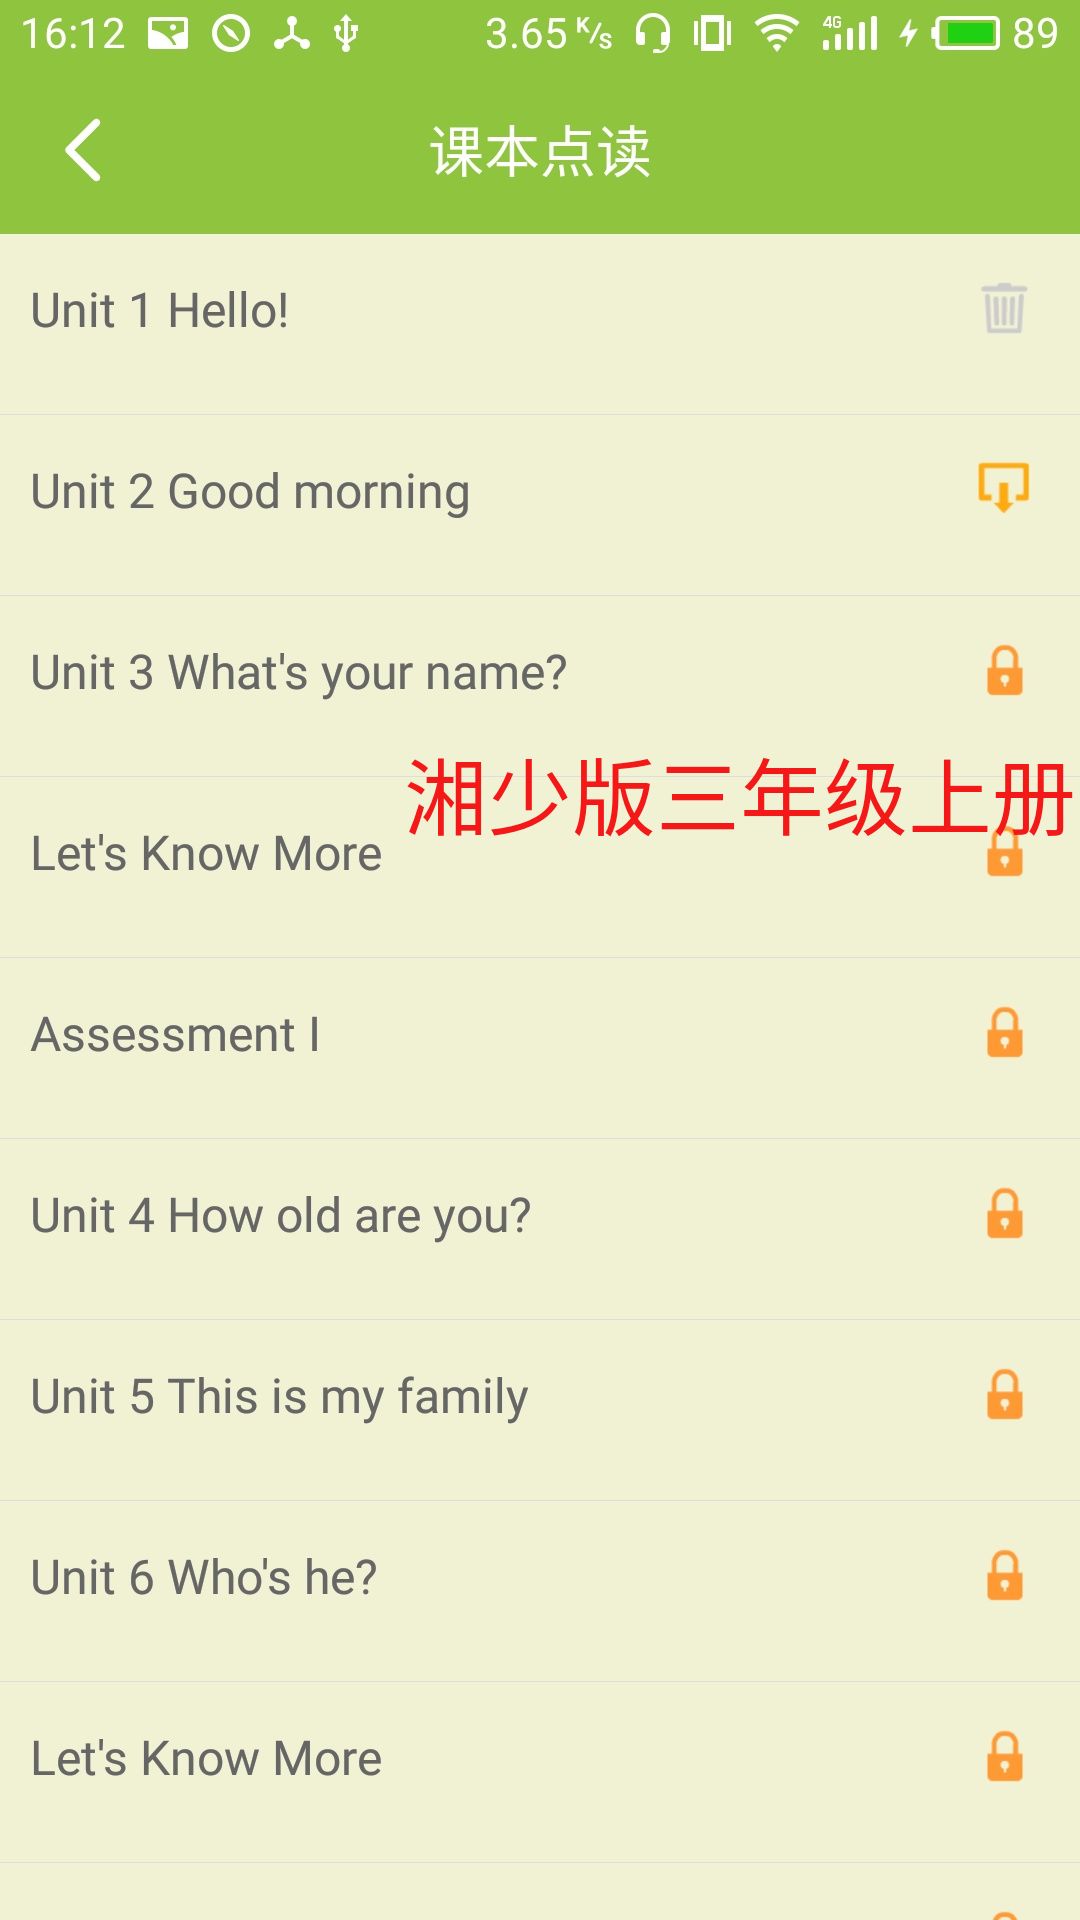 16:12 3.65 K/s 4G 89
课本点读
Unit 1 Hello!
Unit 2 Good morning
Unit 3 What's your name?
湘少版三年级上册
Let's Know More
Assessment I
Unit 4 How old are you?
Unit 5 This is my family
Unit 6 Who's he?
Let's Know More